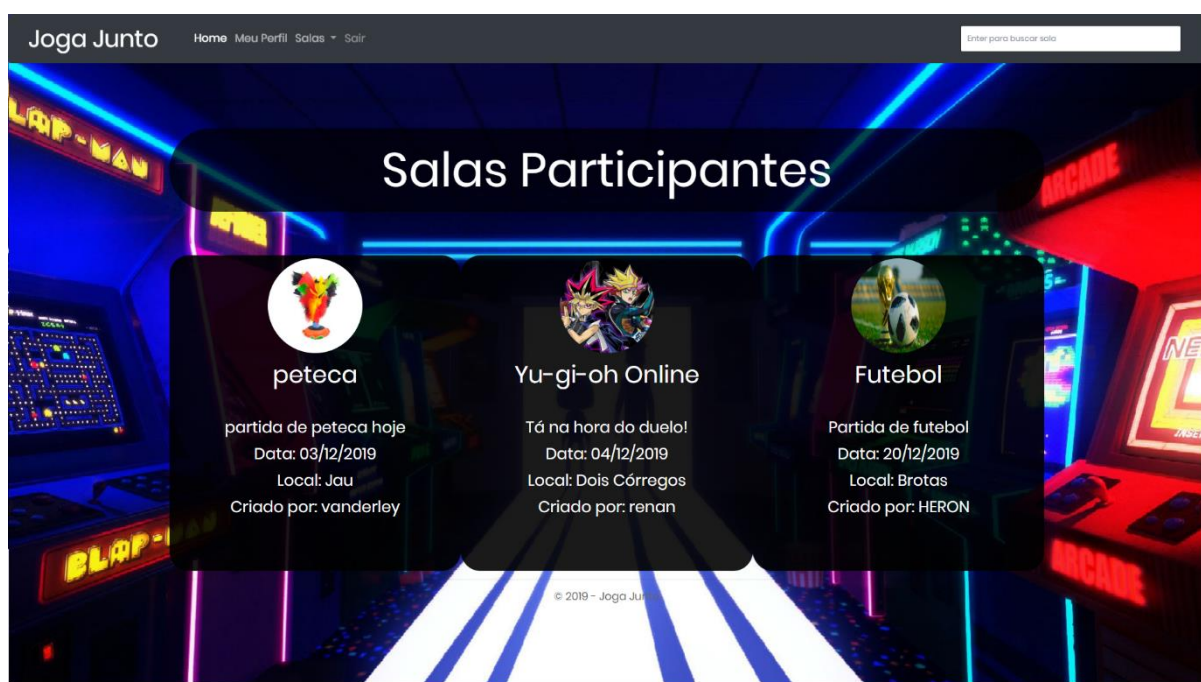 Joga Junto
Home Meu Perfil Salas Sair
Enter para buscar sala
Salas Participantes
peteca
partida de peteca hoje
Data: 03/12/2019
Local: Jau
Criado por: vanderley
Yu-gi-oh Online
Tá na hora do duelo!
Data: 04/12/2019
Local: Dois Córregos
Criado por: renan
Futebol
Partida de futebol
Data: 20/12/2019
Local: Brotas
Criado por: HERON
© 2019 - Joga Junto
ARCADE
ARCADE